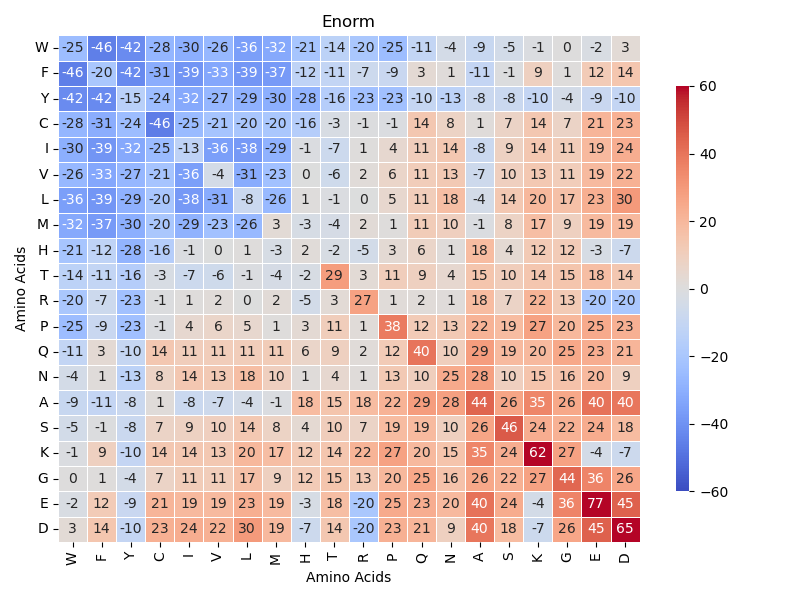 Enorm
W -25 -46 -42 -28 -30 -26 -36 -32 -21 -14 -20 -25 -11 -4 -9 -5 -1 0 -2 3
F -46 -20 -42 -31 -39 -33 -39 -37 -12 -11 -7 -9 3 1 -11 -1 9 1 12 14
Y -42 -42 -15 -24 -32 -27 -29 -30 -28 -16 -23 -23 -10 -13 -8 -8 -10 -4 -9 -10
C -28 -31 -24 -46 -25 -21 -20 -20 -16 -3 -1 -1 14 8 1 7 14 7 21 23
I -30 -39 -32 -25 -13 -36 -38 -29 -1 -7 1 4 11 14 -8 9 14 11 19 24
V -26 -33 -27 -21 -36 -4 -31 -23 0 -6 2 6 11 13 -7 10 13 11 19 22
L -36 -39 -29 -20 -38 -31 -8 -26 1 -1 0 5 11 18 -4 14 20 17 23 30
M -32 -37 -30 -20 -29 -23 -26 3 -3 -4 2 1 11 10 -1 8 17 9 19 19
H -21 -12 -28 -16 -1 0 1 -3 2 -2 -5 3 6 1 18 4 12 12 -3 -7
T -14 -11 -16 -3 -7 -6 -1 -4 -2 29 3 11 9 4 15 10 14 15 18 14
R -20 -7 -23 -1 1 2 0 2 -5 3 27 1 2 1 18 7 22 13 -20 -20
P -25 -9 -23 -1 4 6 5 1 3 11 1 38 12 13 22 19 27 20 25 23
Q -11 3 -10 14 11 11 11 11 6 9 2 12 40 10 29 19 20 25 23 21
N -4 1 -13 8 14 13 18 10 1 4 1 13 10 25 28 10 15 16 20 9
A -9 -11 -8 1 -8 -7 -4 -1 18 15 18 22 29 28 44 26 35 26 40 40
S -5 -1 -8 7 9 10 14 8 4 10 7 19 19 10 26 46 24 22 24 18
K -1 9 -10 14 14 13 20 17 12 14 22 27 20 15 35 24 62 27 -4 -7
G 0 1 -4 7 11 11 17 9 12 15 13 20 25 16 26 22 27 44 36 26
E -2 12 -9 21 19 19 23 19 -3 18 -20 25 23 20 40 24 -4 36 77 45
D 3 14 -10 23 24 22 30 19 -7 14 -20 23 21 9 40 18 -7 26 45 65
W F Y C I V L M H T R P Q N A S K G E D
Amino Acids
Amino Acids
60
40
20
0
−20
−40
−60